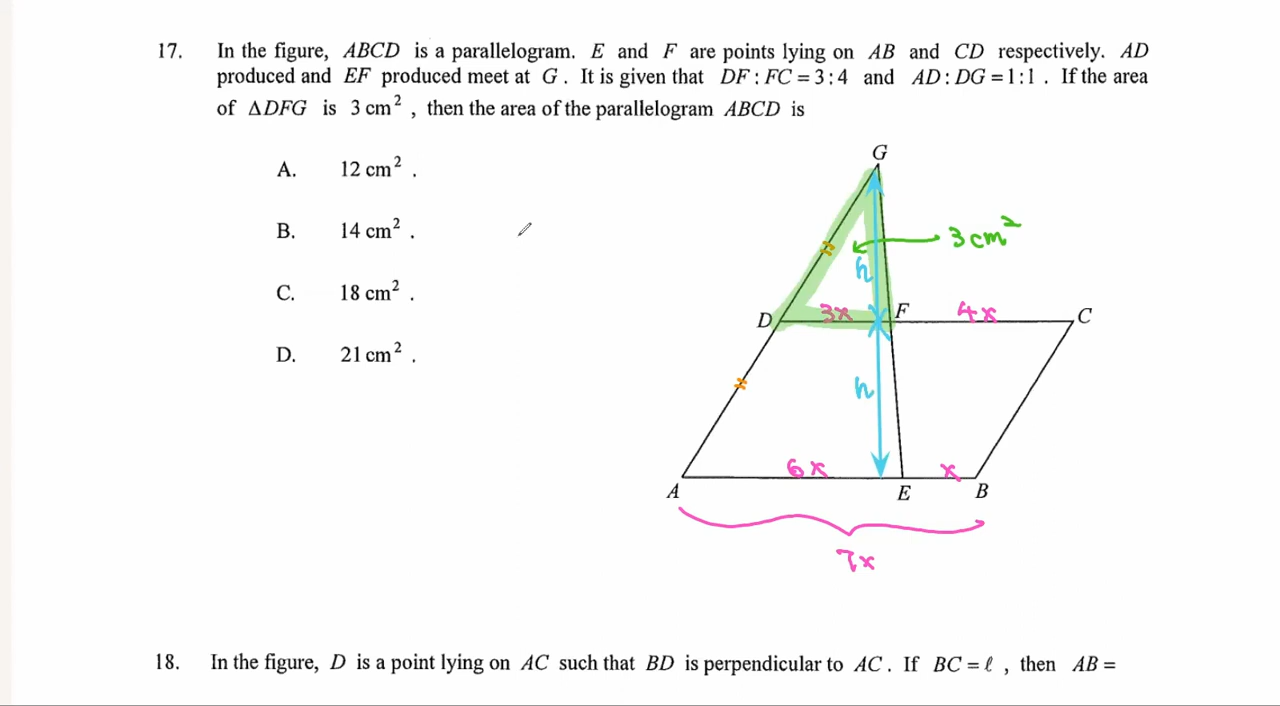 17. In the figure, ABCD is a parallelogram. E and F are points lying on AB and CD respectively. AD
produced and EF produced meet at G. It is given that DF : FC = 3 : 4 and AD : DG = 1 : 1. If the area
of ΔDFG is 3 cm², then the area of the parallelogram ABCD is
A. 12 cm².
B. 14 cm².
C. 18 cm².
D. 21 cm².
G
3 cm²
h
D
3x
F
4x
C
h
6x
x
A
E
B
7x
18. In the figure, D is a point lying on AC such that BD is perpendicular to AC. If BC = ℓ, then AB =